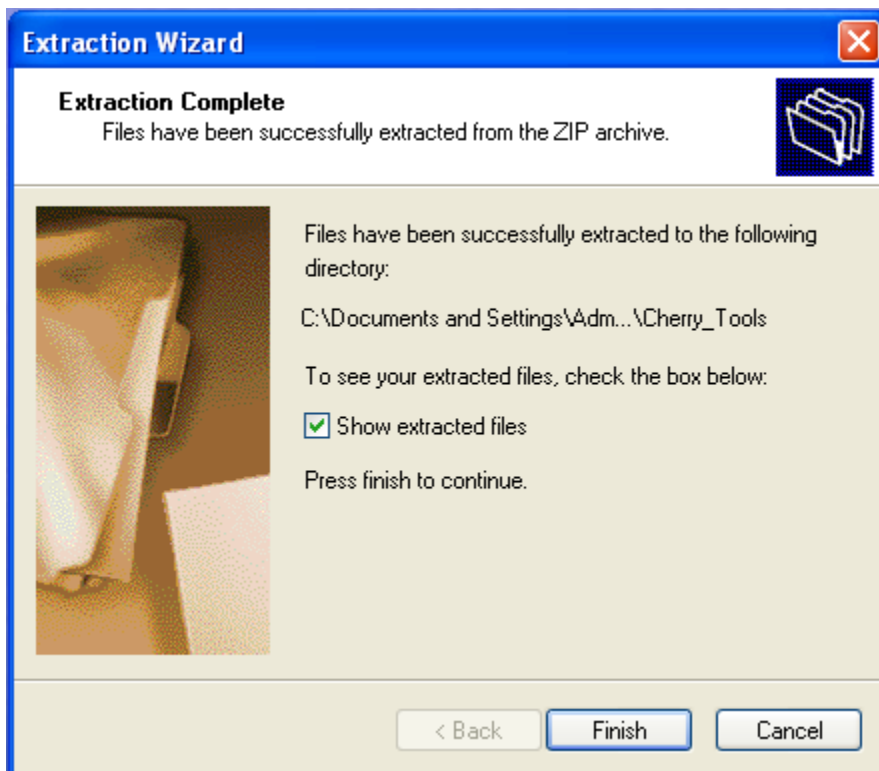 Extraction Wizard
Extraction Complete
Files have been successfully extracted from the ZIP archive.
Files have been successfully extracted to the following
directory:
C:\Documents and Settings\Adm...\Cherry_Tools
To see your extracted files, check the box below:
Show extracted files
Press finish to continue.
< Back Finish Cancel